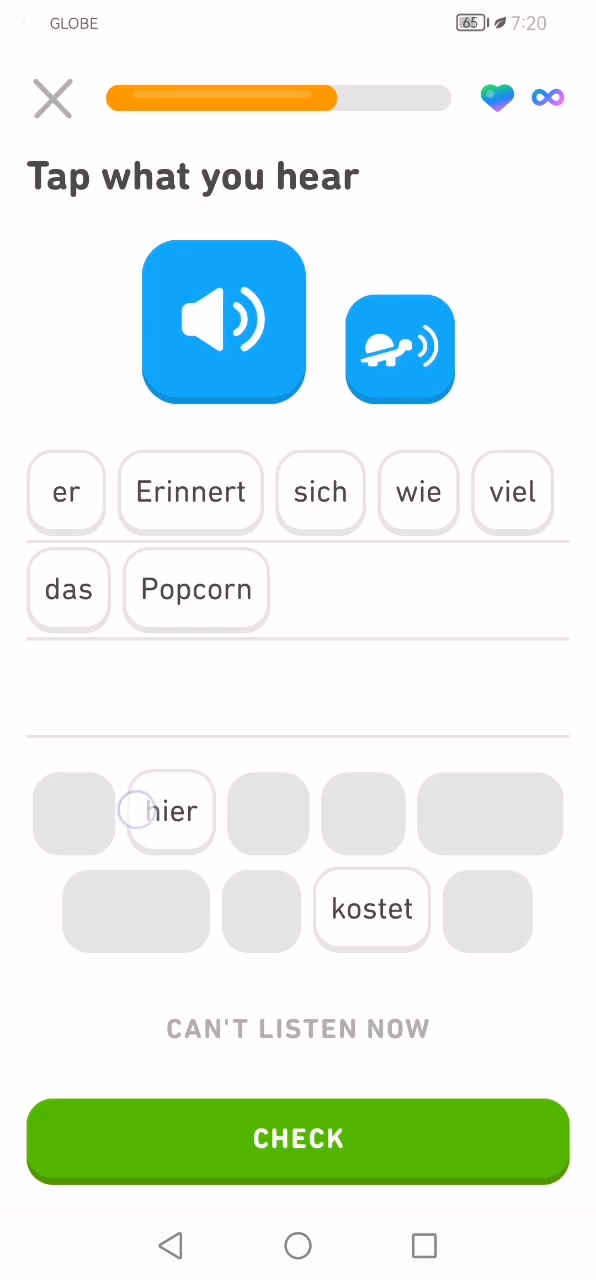 GLOBE 65 7:20
Tap what you hear
er Erinnert sich wie viel
das Popcorn
hier
kostet
CAN'T LISTEN NOW
CHECK